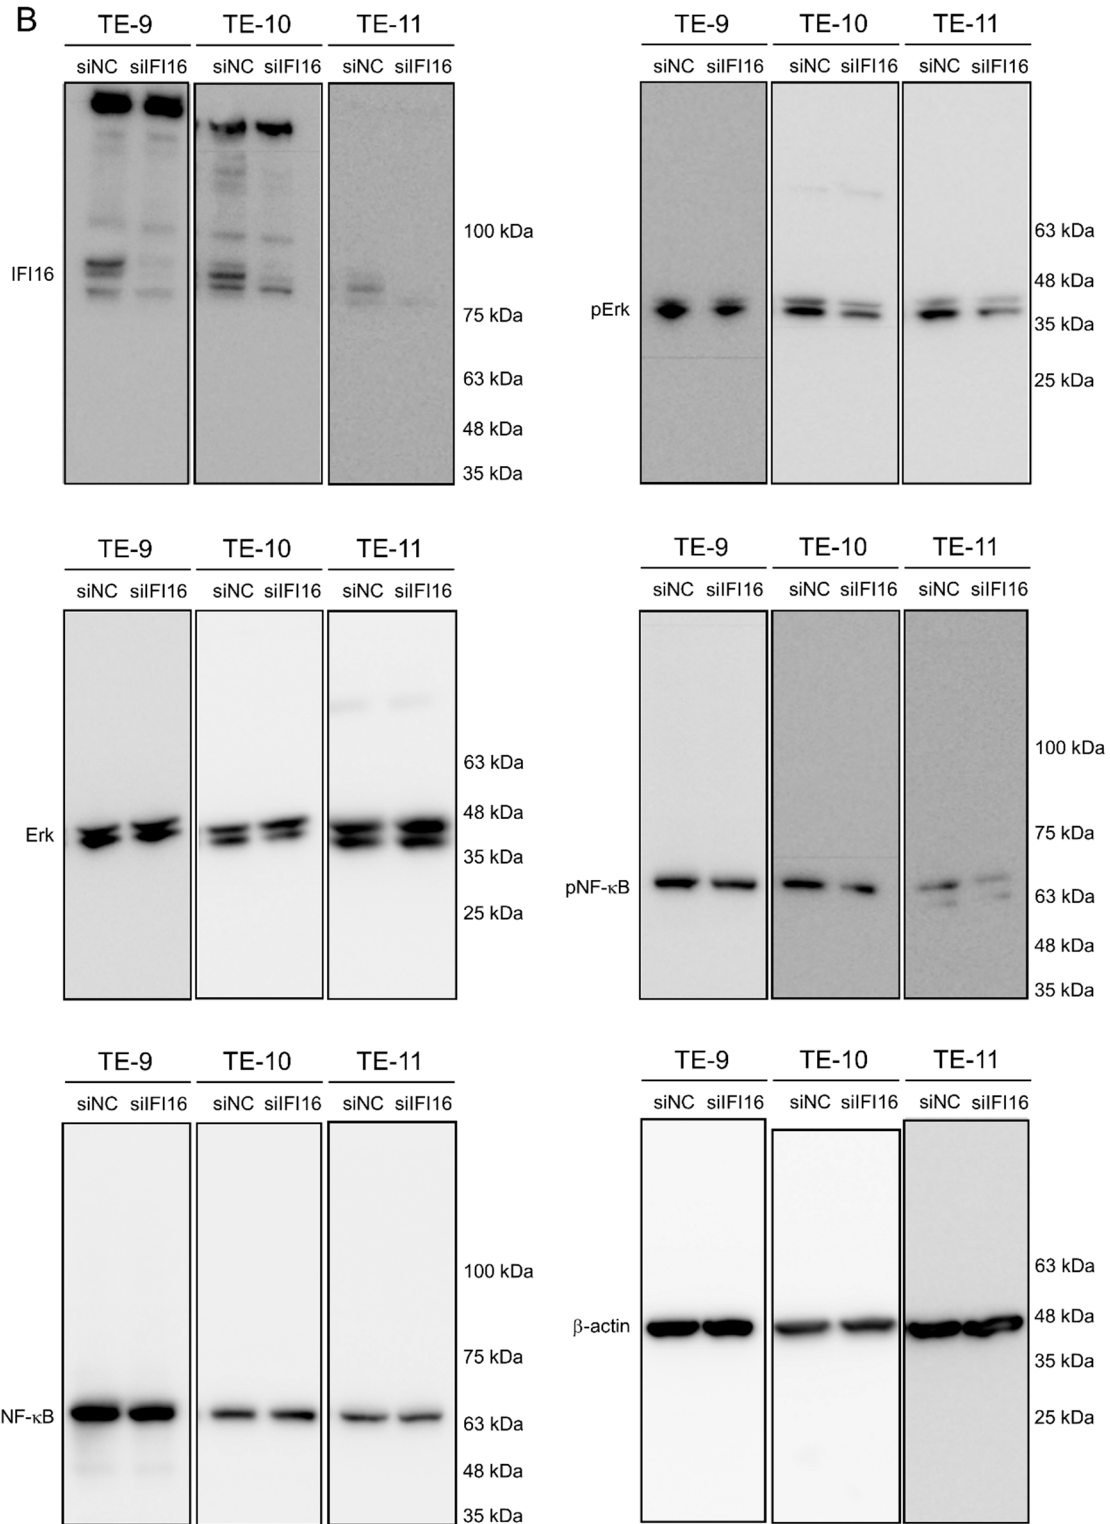 B
TE-9 TE-10 TE-11
siNC siIFI16 siNC siIFI16 siNC siIFI16
IFI16
100 kDa
75 kDa
63 kDa
48 kDa
35 kDa
TE-9 TE-10 TE-11
siNC siIFI16 siNC siIFI16 siNC siIFI16
pErk
63 kDa
48 kDa
35 kDa
25 kDa
TE-9 TE-10 TE-11
siNC siIFI16 siNC siIFI16 siNC siIFI16
Erk
63 kDa
48 kDa
35 kDa
25 kDa
TE-9 TE-10 TE-11
siNC siIFI16 siNC siIFI16 siNC siIFI16
pNF-κB
100 kDa
75 kDa
63 kDa
48 kDa
35 kDa
TE-9 TE-10 TE-11
siNC siIFI16 siNC siIFI16 siNC siIFI16
NF-κB
100 kDa
75 kDa
63 kDa
48 kDa
35 kDa
TE-9 TE-10 TE-11
siNC siIFI16 siNC siIFI16 siNC siIFI16
β-actin
63 kDa
48 kDa
35 kDa
25 kDa